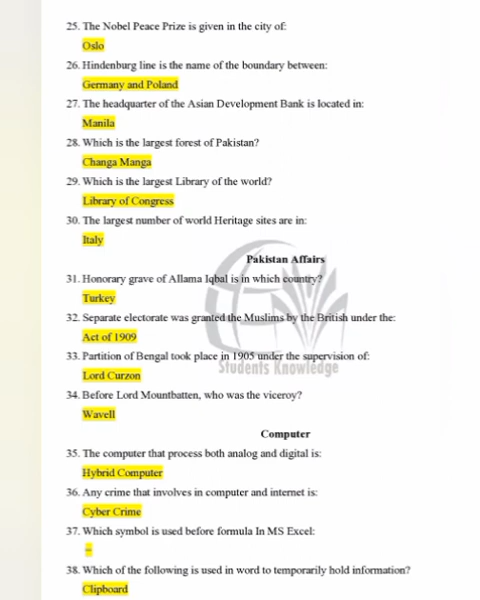 25. The Nobel Peace Prize is given in the city of:
Oslo
26. Hindenburg line is the name of the boundary between:
Germany and Poland
27. The headquarter of the Asian Development Bank is located in:
Manila
28. Which is the largest forest of Pakistan?
Changa Manga
29. Which is the largest Library of the world?
Library of Congress
30. The largest number of world Heritage sites are in:
Italy
Pakistan Affairs
31. Honorary grave of Allama Iqbal is in which country?
Turkey
32. Separate electorate was granted the Muslims by the British under the:
Act of 1909
33. Partition of Bengal took place in 1905 under the supervision of:
Students Knowledge
Lord Curzon
34. Before Lord Mountbatten, who was the viceroy?
Wavell
Computer
35. The computer that process both analog and digital is:
Hybrid Computer
36. Any crime that involves in computer and internet is:
Cyber Crime
37. Which symbol is used before formula In MS Excel:
=
38. Which of the following is used in word to temporarily hold information?
Clipboard